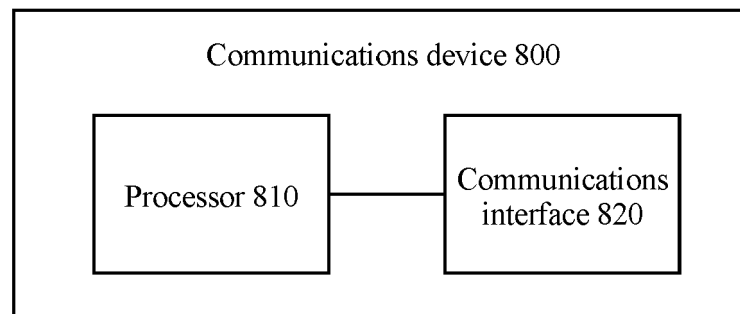 Communications device 800
Processor 810
Communications
interface 820